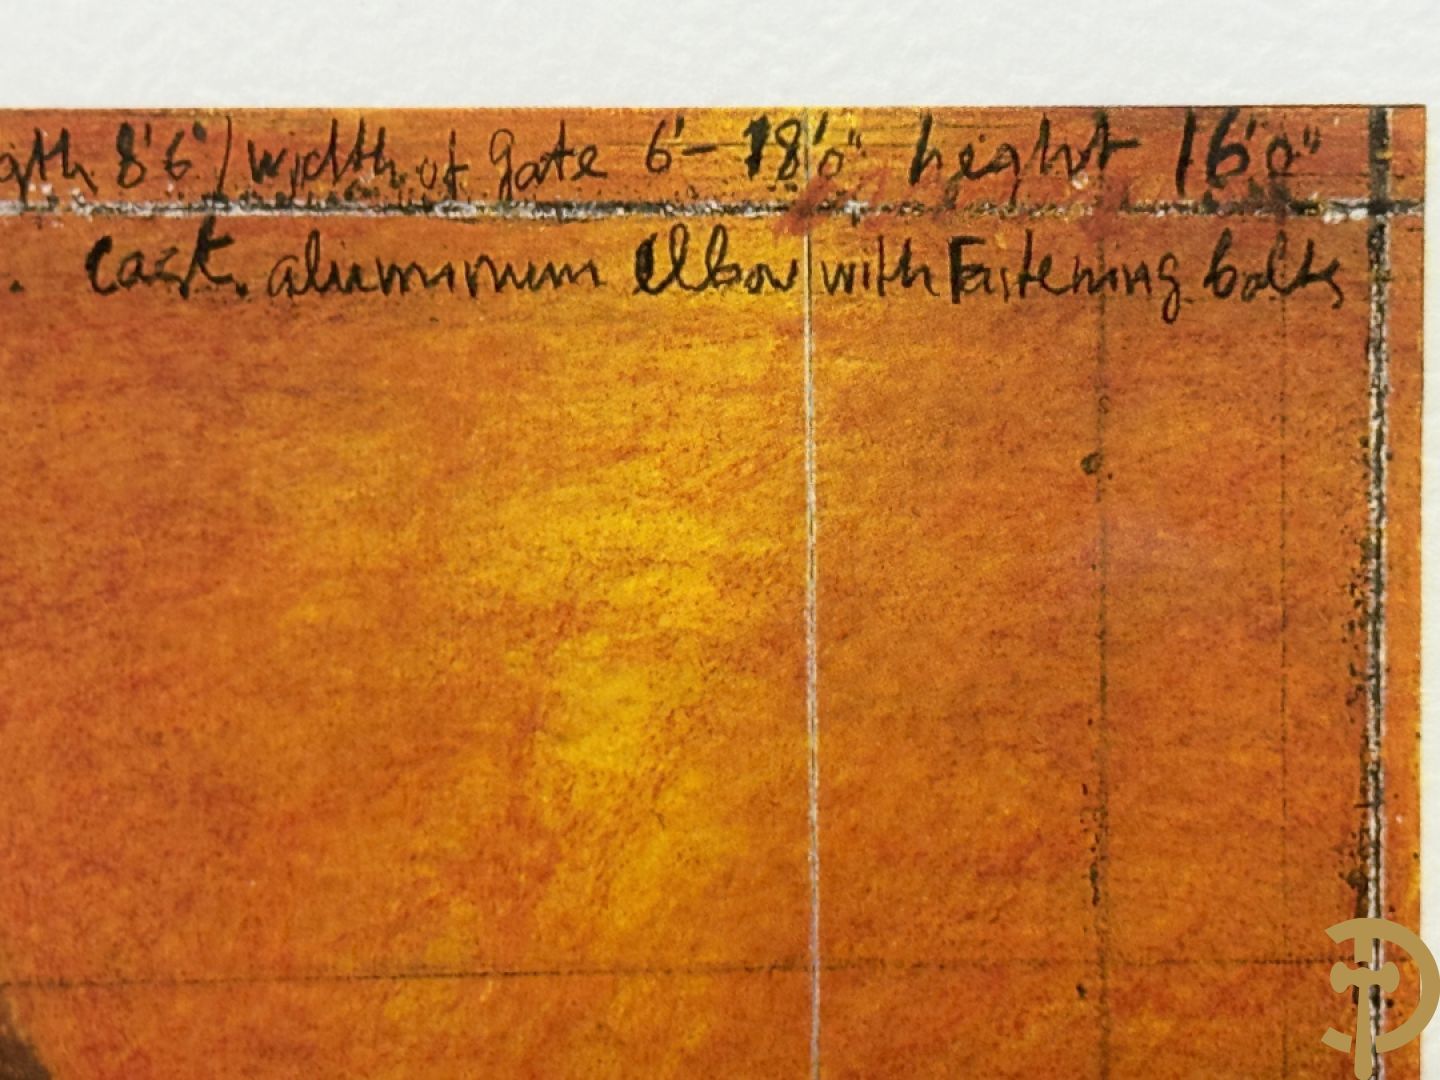 gth 8'6" / width of gate 6'-18'0" height 16'0"
. cast aluminum elbow with Fastening bolts